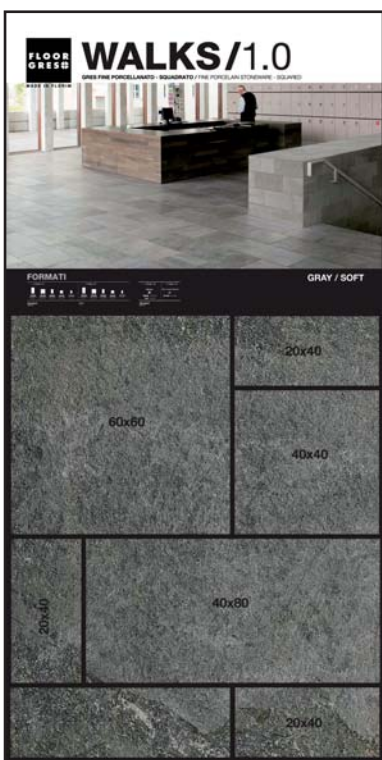 FLOOR
GRES
MADE IN FLORIM
WALKS/1.0
GRES FINE PORCELLANATO - SQUADRATO / FINE PORCELAIN STONEWARE - SQUARED
FORMATI
GRAY / SOFT
20x40
60x60
40x40
20x40
40x80
20x40